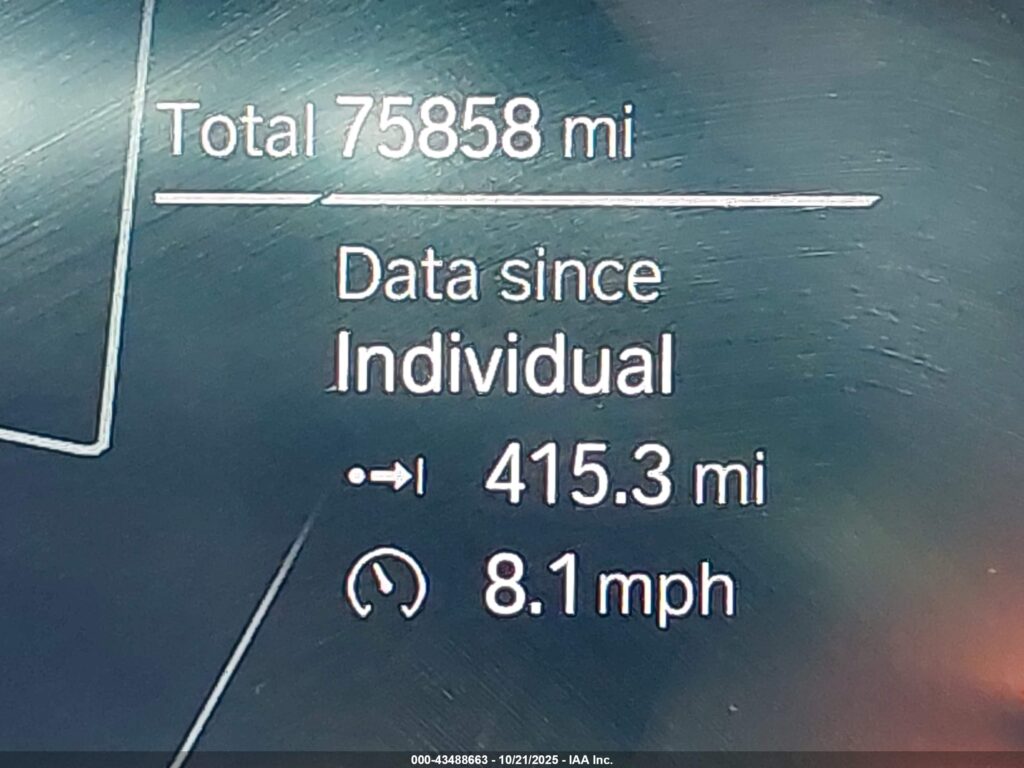 Total 75858 mi
Data since
Individual
415.3 mi
8.1 mph
000-43488663 - 10/21/2025 - IAA Inc.